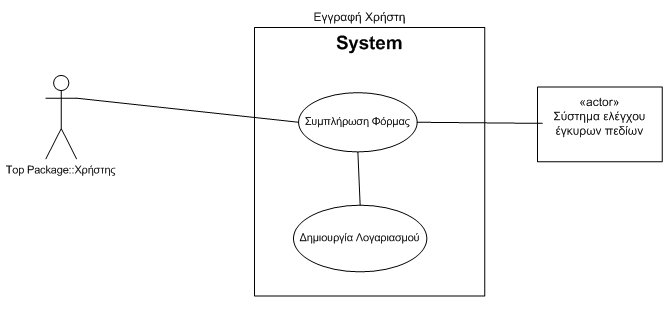 Εγγραφή Χρήστη
System
Συμπλήρωση Φόρμας
«actor»
Σύστημα ελέγχου
έγκυρων πεδίων
Top Package::Χρήστης
Δημιουργία Λογαριασμού